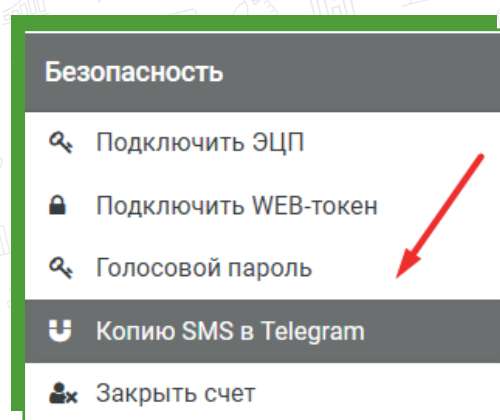 Безопасность
Подключить ЭЦП
Подключить WEB-токен
Голосовой пароль
Копию SMS в Telegram
Закрыть счет